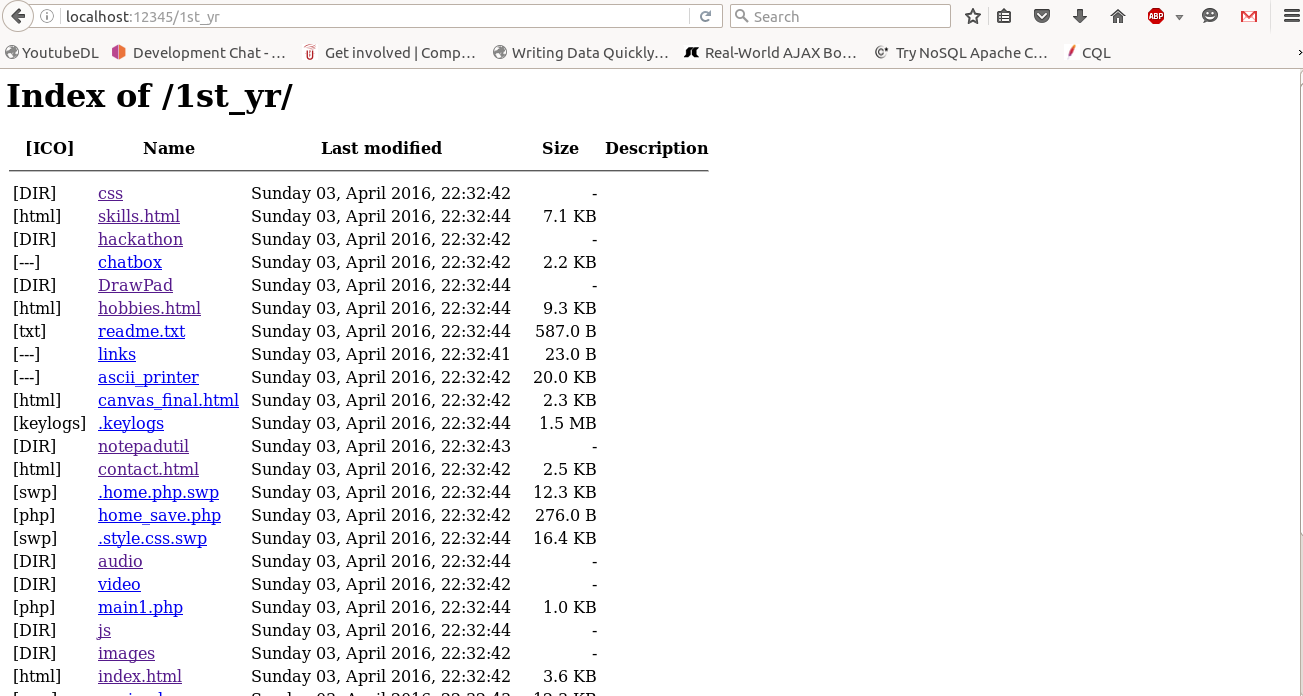 localhost:12345/1st_yr Search ABP
YoutubeDL Development Chat - ... Get involved | Comp... Writing Data Quickly... Real-World AJAX Bo... Try NoSQL Apache C... CQL
Index of /1st_yr/
[ICO] Name Last modified Size Description
[DIR] css Sunday 03, April 2016, 22:32:42 -
[html] skills.html Sunday 03, April 2016, 22:32:44 7.1 KB
[DIR] hackathon Sunday 03, April 2016, 22:32:42 -
[---] chatbox Sunday 03, April 2016, 22:32:42 2.2 KB
[DIR] DrawPad Sunday 03, April 2016, 22:32:44 -
[html] hobbies.html Sunday 03, April 2016, 22:32:44 9.3 KB
[txt] readme.txt Sunday 03, April 2016, 22:32:44 587.0 B
[---] links Sunday 03, April 2016, 22:32:41 23.0 B
[---] ascii_printer Sunday 03, April 2016, 22:32:42 20.0 KB
[html] canvas_final.html Sunday 03, April 2016, 22:32:42 2.3 KB
[keylogs] .keylogs Sunday 03, April 2016, 22:32:44 1.5 MB
[DIR] notepadutil Sunday 03, April 2016, 22:32:43 -
[html] contact.html Sunday 03, April 2016, 22:32:42 2.5 KB
[swp] .home.php.swp Sunday 03, April 2016, 22:32:44 12.3 KB
[php] home_save.php Sunday 03, April 2016, 22:32:42 276.0 B
[swp] .style.css.swp Sunday 03, April 2016, 22:32:44 16.4 KB
[DIR] audio Sunday 03, April 2016, 22:32:44 -
[DIR] video Sunday 03, April 2016, 22:32:42 -
[php] main1.php Sunday 03, April 2016, 22:32:44 1.0 KB
[DIR] js Sunday 03, April 2016, 22:32:44 -
[DIR] images Sunday 03, April 2016, 22:32:42 -
[html] index.html Sunday 03, April 2016, 22:32:42 3.6 KB